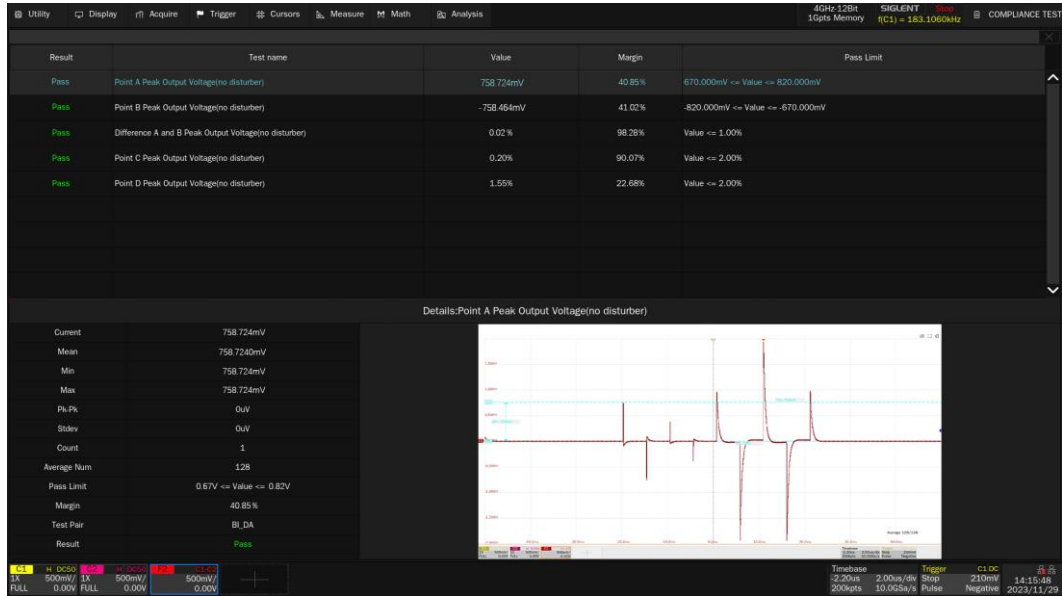 Utility Display Acquire Trigger Cursors Measure Math Analysis
4GHz-12Bit SIGLENT Stop
1Gpts Memory f(C1) = 183.1060kHz
COMPLIANCE TEST
Result Test name Value Margin Pass Limit
Pass Point A Peak Output Voltage(no disturber) 758.724mV 40.85% 670.000mV <= Value <= 820.000mV
Pass Point B Peak Output Voltage(no disturber) -758.464mV 41.02% -820.000mV <= Value <= -670.000mV
Pass Difference A and B Peak Output Voltage(no disturber) 0.02% 98.28% Value <= 1.00%
Pass Point C Peak Output Voltage(no disturber) 0.20% 90.07% Value <= 2.00%
Pass Point D Peak Output Voltage(no disturber) 1.55% 22.68% Value <= 2.00%
Details:Point A Peak Output Voltage(no disturber)
Current 758.724mV
Mean 758.7240mV
Min 758.724mV
Max 758.724mV
Pk-Pk 0uV
Stdev 0uV
Count 1
Average Num 128
Pass Limit 0.67V <= Value <= 0.82V
Margin 40.85%
Test Pair BI_DA
Result Pass
Average 128/128
C1 H DC50 C2 H DC50 F2 C1-C2
1X 500mV/ 1X 500mV/ 500mV/
FULL 0.00V FULL 0.00V 0.00V
Timebase Trigger C1 DC
-2.20us 2.00us/div Stop 210mV
200kpts 10.0GSa/s Pulse Negative
14:15:48
2023/11/29